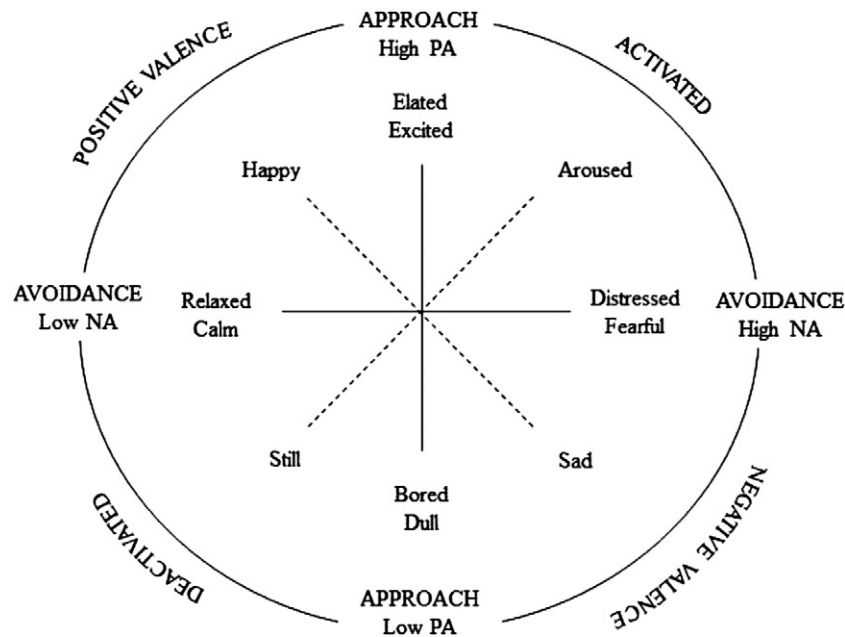 APPROACH
High PA
POSITIVE VALENCE
ACTIVATED
Elated
Excited
Happy
Aroused
AVOIDANCE
Low NA
Relaxed
Calm
Distressed
Fearful
AVOIDANCE
High NA
Still
Sad
Bored
Dull
DEACTIVATED
NEGATIVE VALENCE
APPROACH
Low PA